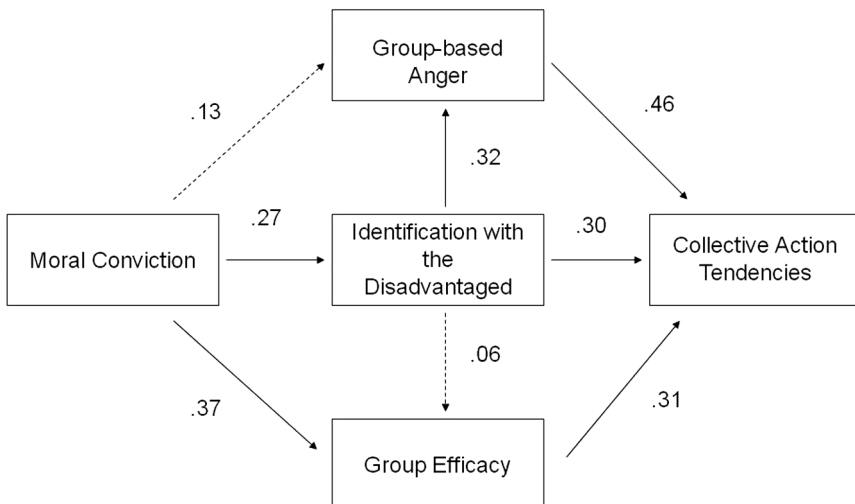 Group-based
Anger
.13
.46
.32
.27
.30
Moral Conviction
Identification with
the
Disadvantaged
Collective Action
Tendencies
.06
.37
.31
Group Efficacy